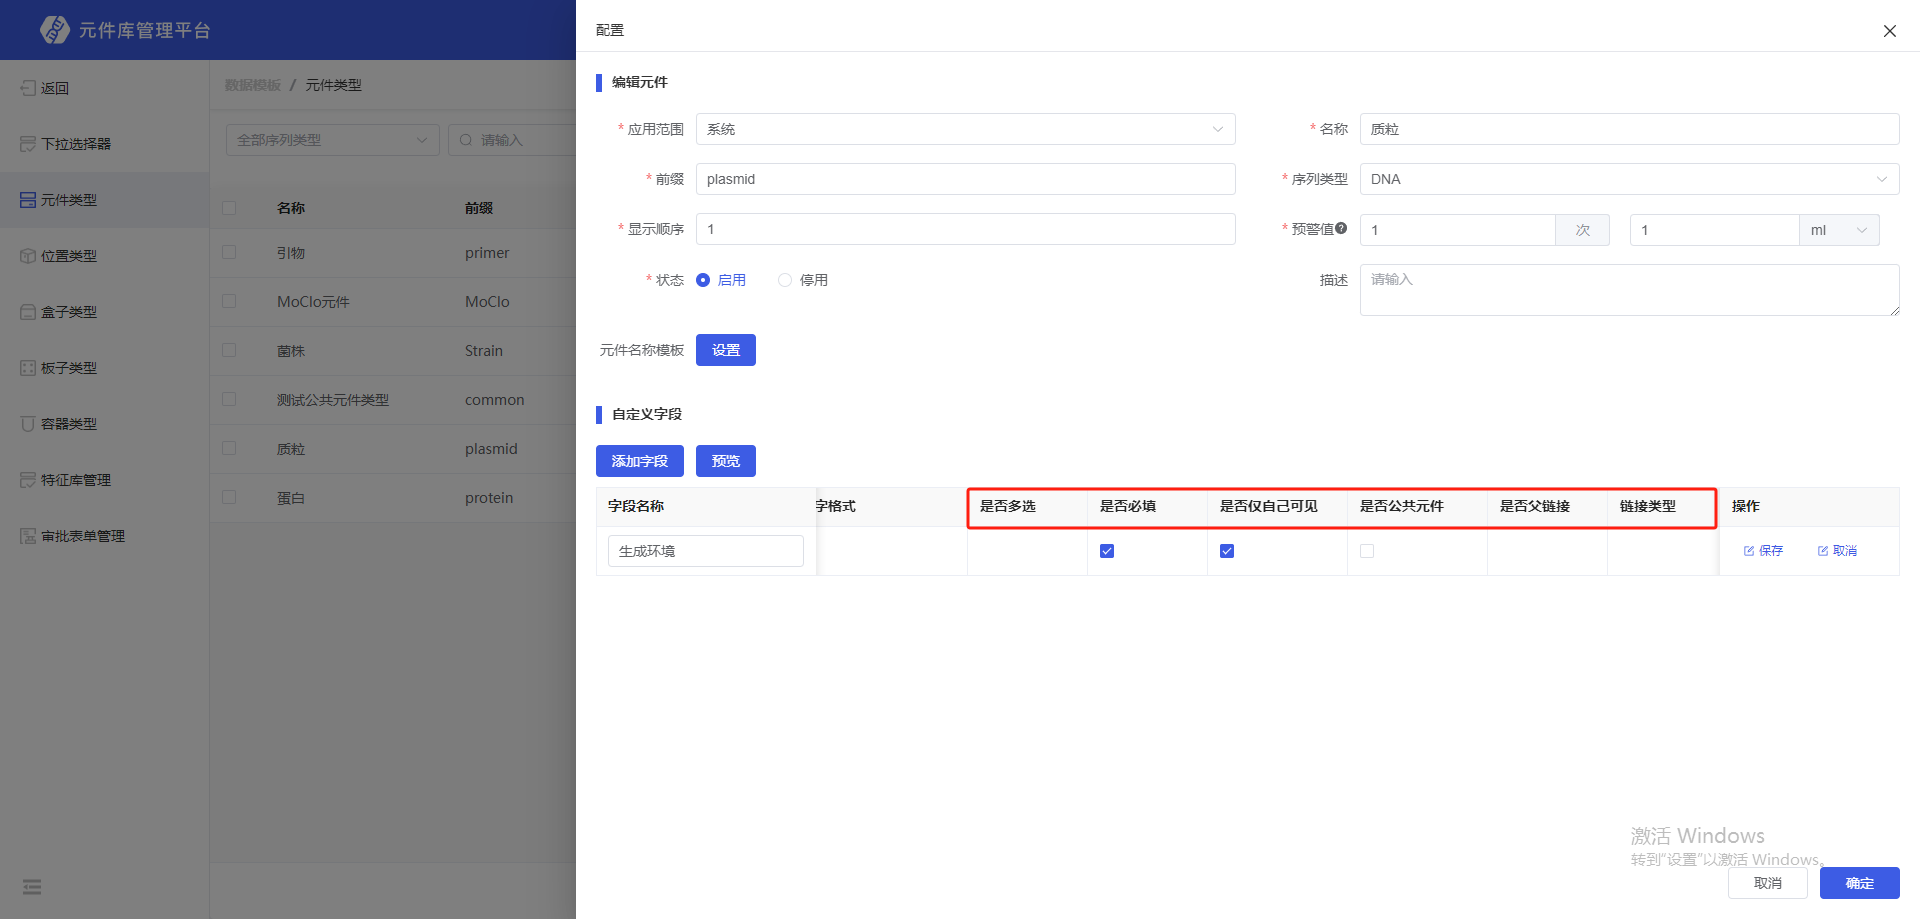 元件库管理平台
返回
下拉选择器
元件类型
位置类型
盒子类型
板子类型
容器类型
特征库管理
审批表单管理
数据模板 / 元件类型
全部序列类型
请输入
名称 前缀
引物 primer
MoClo元件 MoClo
菌株 Strain
测试公共元件类型 common
质粒 plasmid
蛋白 protein
配置
编辑元件
* 应用范围 系统
* 名称 质粒
* 前缀 plasmid
* 序列类型 DNA
* 显示顺序 1
* 预警值 ? 1 次 1 ml
* 状态 启用 停用
描述 请输入
元件名称模板 设置
自定义字段
添加字段 预览
字段名称 字格式 是否多选 是否必填 是否仅自己可见 是否公共元件 是否父链接 链接类型 操作
生成环境 保存 取消
激活 Windows
转到"设置"以激活 Windows。
取消 确定